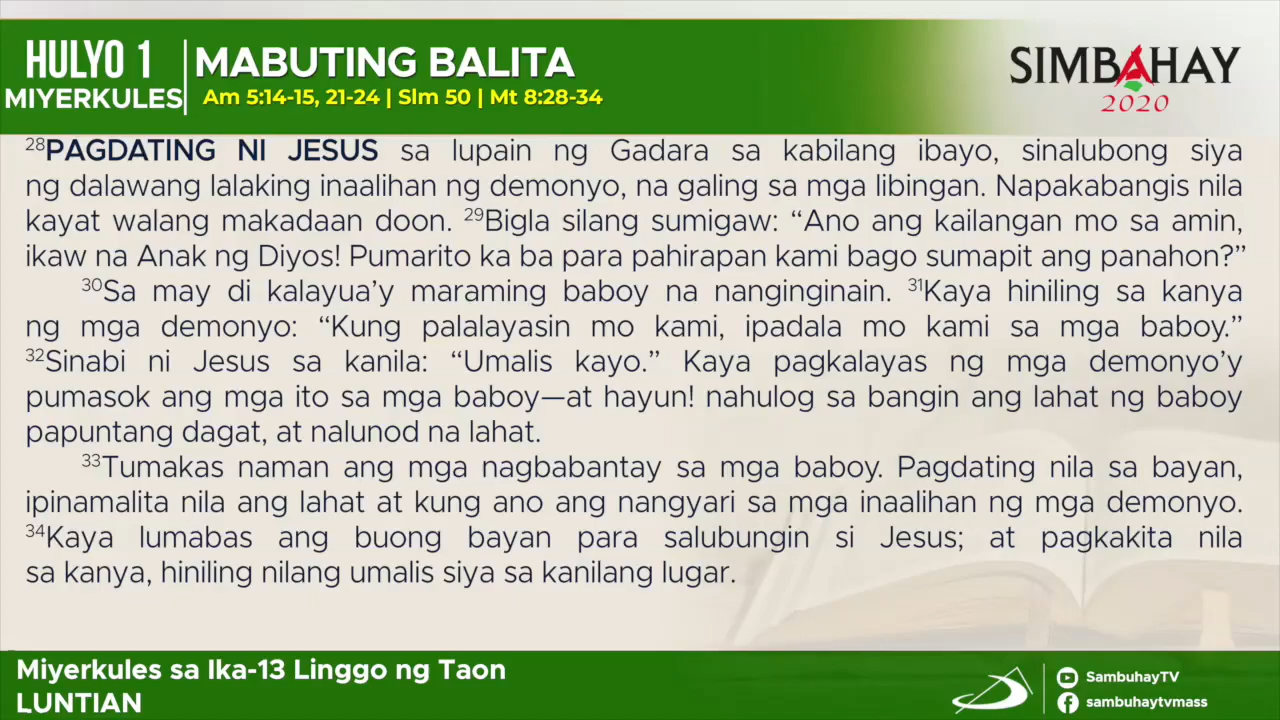 HULYO 1
MIYERKULES
MABUTING BALITA
Am 5:14-15, 21-24 | Slm 50 | Mt 8:28-34
SIMBAHAY
2020
²⁸PAGDATING NI JESUS sa lupain ng Gadara sa kabilang ibayo, sinalubong siya
ng dalawang lalaking inaalihan ng demonyo, na galing sa mga libingan. Napakabangis nila
kayat walang makadaan doon. ²⁹Bigla silang sumigaw: “Ano ang kailangan mo sa amin,
ikaw na Anak ng Diyos! Pumarito ka ba para pahirapan kami bago sumapit ang panahon?”
³⁰Sa may di kalayua’y maraming baboy na nanginginain. ³¹Kaya hiniling sa kanya
ng mga demonyo: “Kung palalayasin mo kami, ipadala mo kami sa mga baboy.”
³²Sinabi ni Jesus sa kanila: “Umalis kayo.” Kaya pagkalayas ng mga demonyo’y
pumasok ang mga ito sa mga baboy—at hayun! nahulog sa bangin ang lahat ng baboy
papuntang dagat, at nalunod na lahat.
³³Tumakas naman ang mga nagbabantay sa mga baboy. Pagdating nila sa bayan,
ipinamalita nila ang lahat at kung ano ang nangyari sa mga inaalihan ng mga demonyo.
³⁴Kaya lumabas ang buong bayan para salubungin si Jesus; at pagkakita nila
sa kanya, hiniling nilang umalis siya sa kanilang lugar.
Miyerkules sa Ika-13 Linggo ng Taon
LUNTIAN
SambuhayTV
sambuhaytvmass